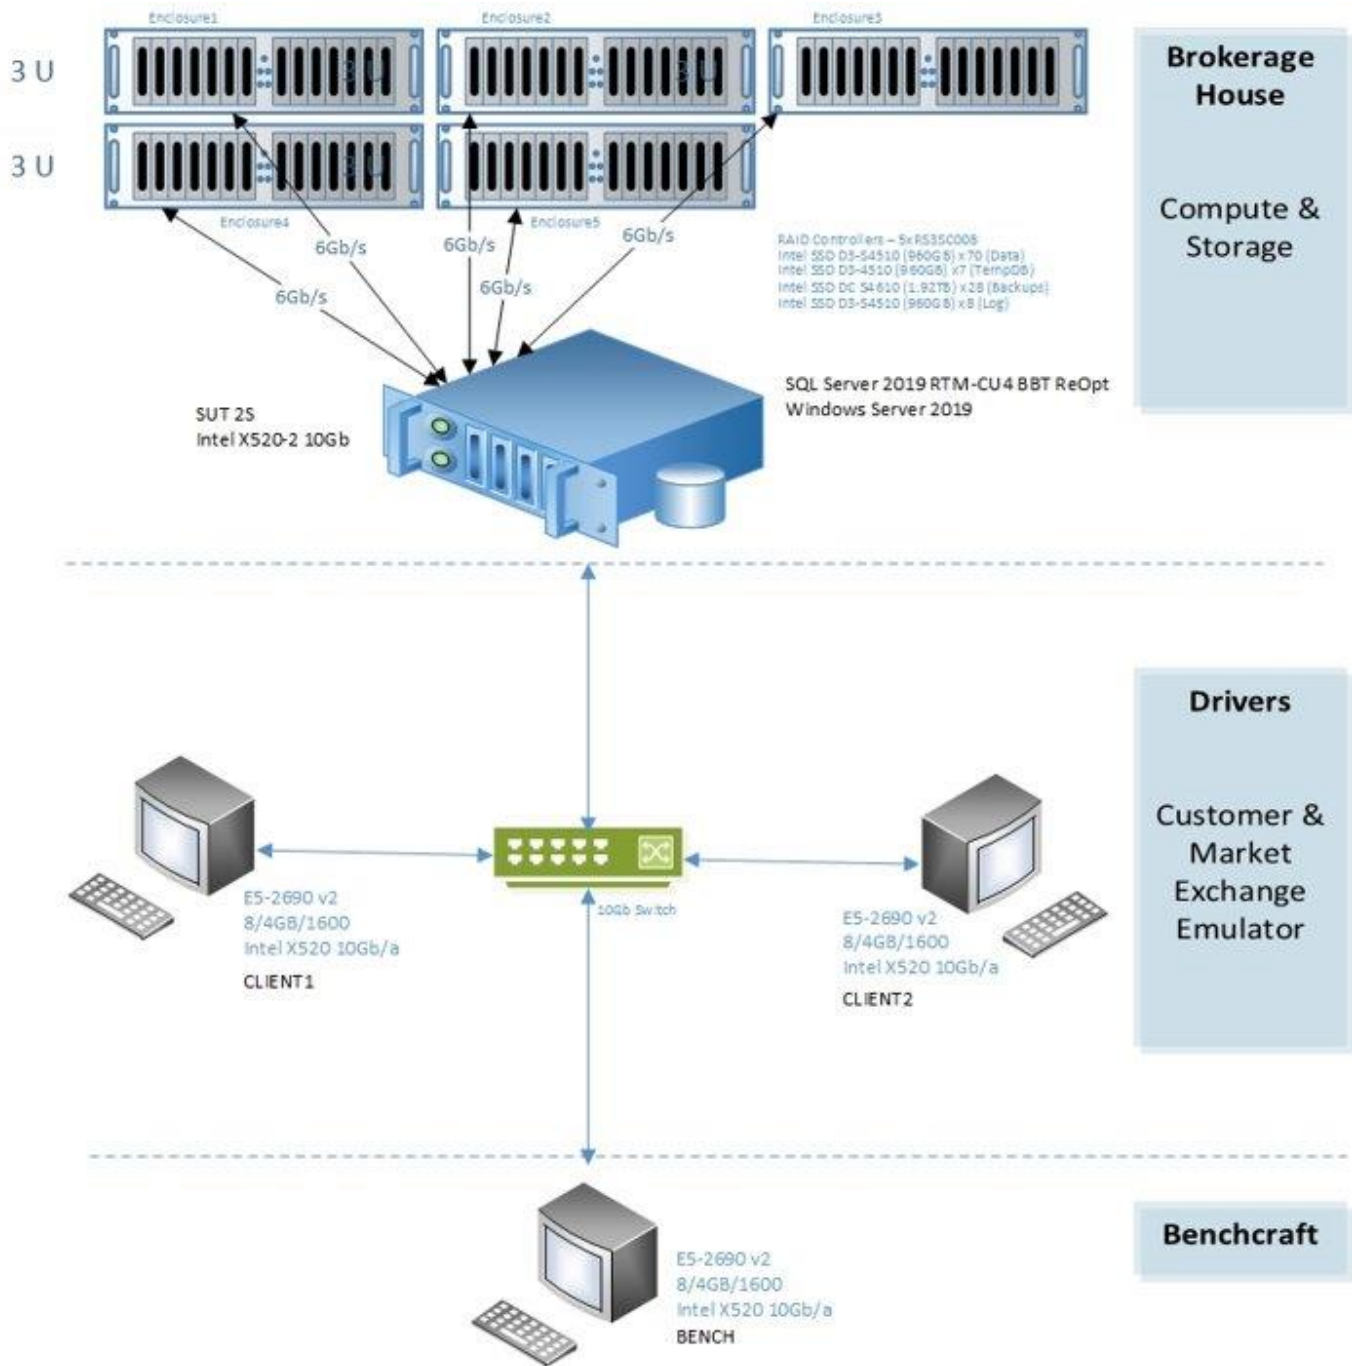 Enclosure1
Enclosure2
Enclosure3
3 U
3 U
3 U
3 U
3 U
Enclosure4
Enclosure5
6Gb/s
6Gb/s
6Gb/s
6Gb/s
6Gb/s
RAID Controllers – 5xRS3SC008
Intel SSD D3-S4510 (960GB) x70 (Data)
Intel SSD D3-4510 (960GB) x7 (TempDB)
Intel SSD DC S4610 (1.92TB) x28 (Backups)
Intel SSD D3-S4510 (960GB) x8 (Log)
SUT 2S
Intel X520-2 10Gb
SQL Server 2019 RTM-CU4 BBT ReOpt
Windows Server 2019
Brokerage
House
Compute &
Storage
E5-2690 v2
8/4GB/1600
Intel X520 10Gb/a
CLIENT1
10Gb Switch
E5-2690 v2
8/4GB/1600
Intel X520 10Gb/a
CLIENT2
Drivers
Customer &
Market
Exchange
Emulator
E5-2690 v2
8/4GB/1600
Intel X520 10Gb/a
BENCH
Benchcraft